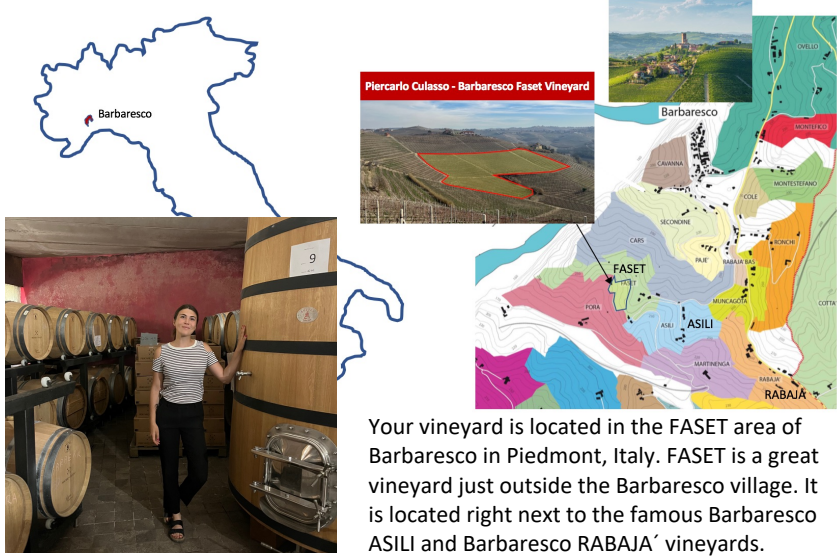 Barbaresco
Piercarlo Culasso - Barbaresco Faset Vineyard
Barbaresco
OVELLO
MONTEFICO
CAVANNA
MONTESTEFANO
COLE
SECONDINE
RONCHI
CARS
PAJE'
RABAJA' BAS
FASET
FASET
MUNCAGOTA
COTTA'
PORA
ASILI
ASILI
MARTINENGA
RABAJA'
RABAJA'
9
Your vineyard is located in the FASET area of
Barbaresco in Piedmont, Italy. FASET is a great
vineyard just outside the Barbaresco village. It
is located right next to the famous Barbaresco
ASILI and Barbaresco RABAJA´ vineyards.